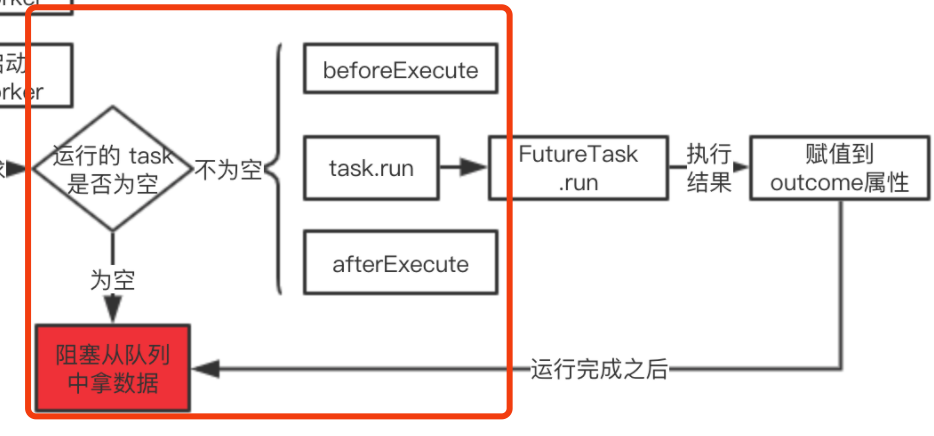 rker
启动
orker
beforeExecute
运行的 task
是否为空
不为空
task.run
FutureTask
.run
执行
结果
赋值到
outcome属性
afterExecute
为空
阻塞从队列
中拿数据
运行完成之后